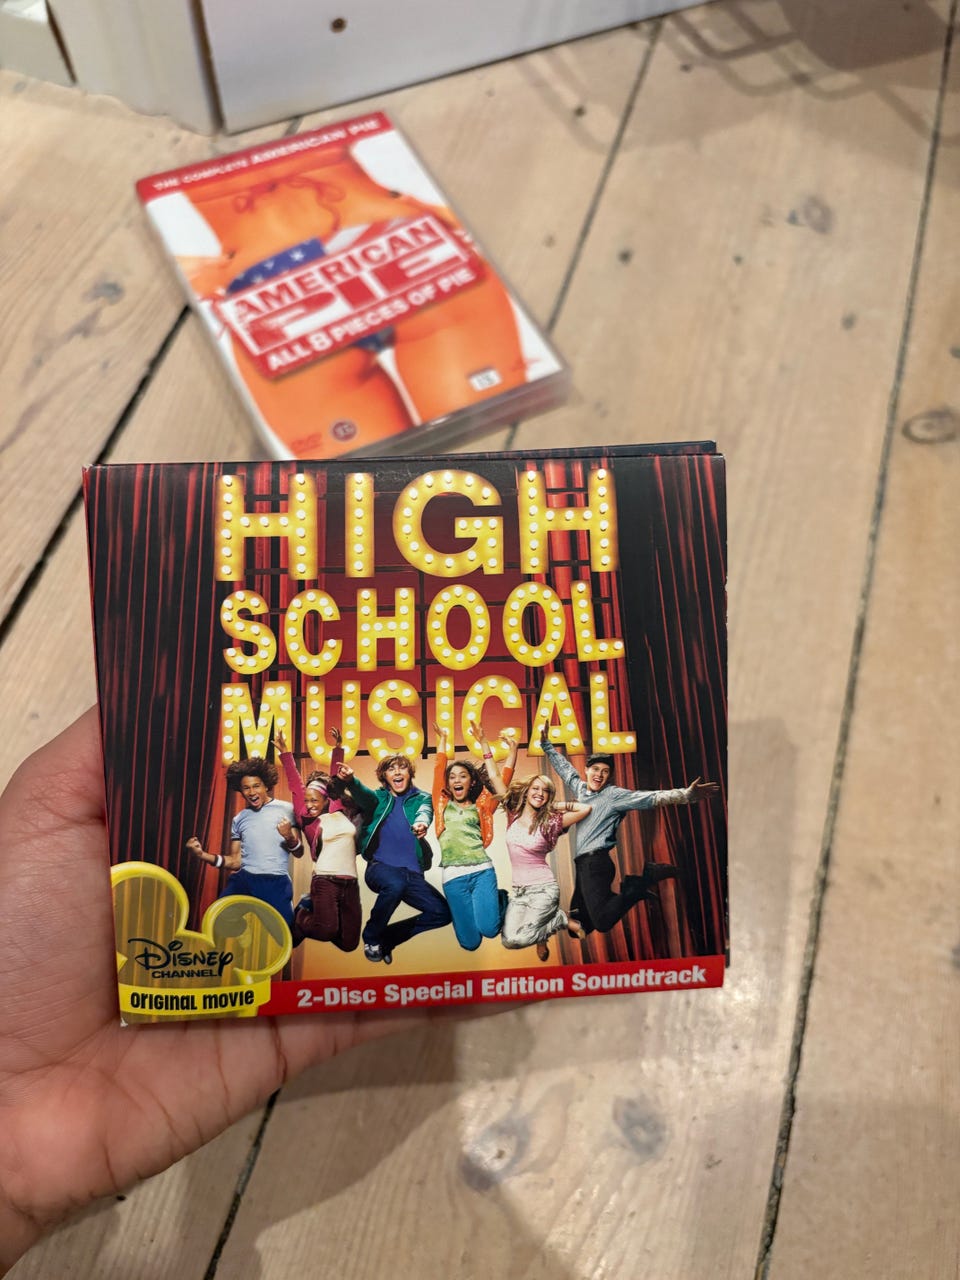 THE COMPLETE AMERICAN PIE
AMERICAN
PIE
ALL 8 PIECES OF PIE
HIGH
SCHOOL
MUSICAL
DISNEY
CHANNEL
ORIGINAL MOVIE
2-Disc Special Edition Soundtrack